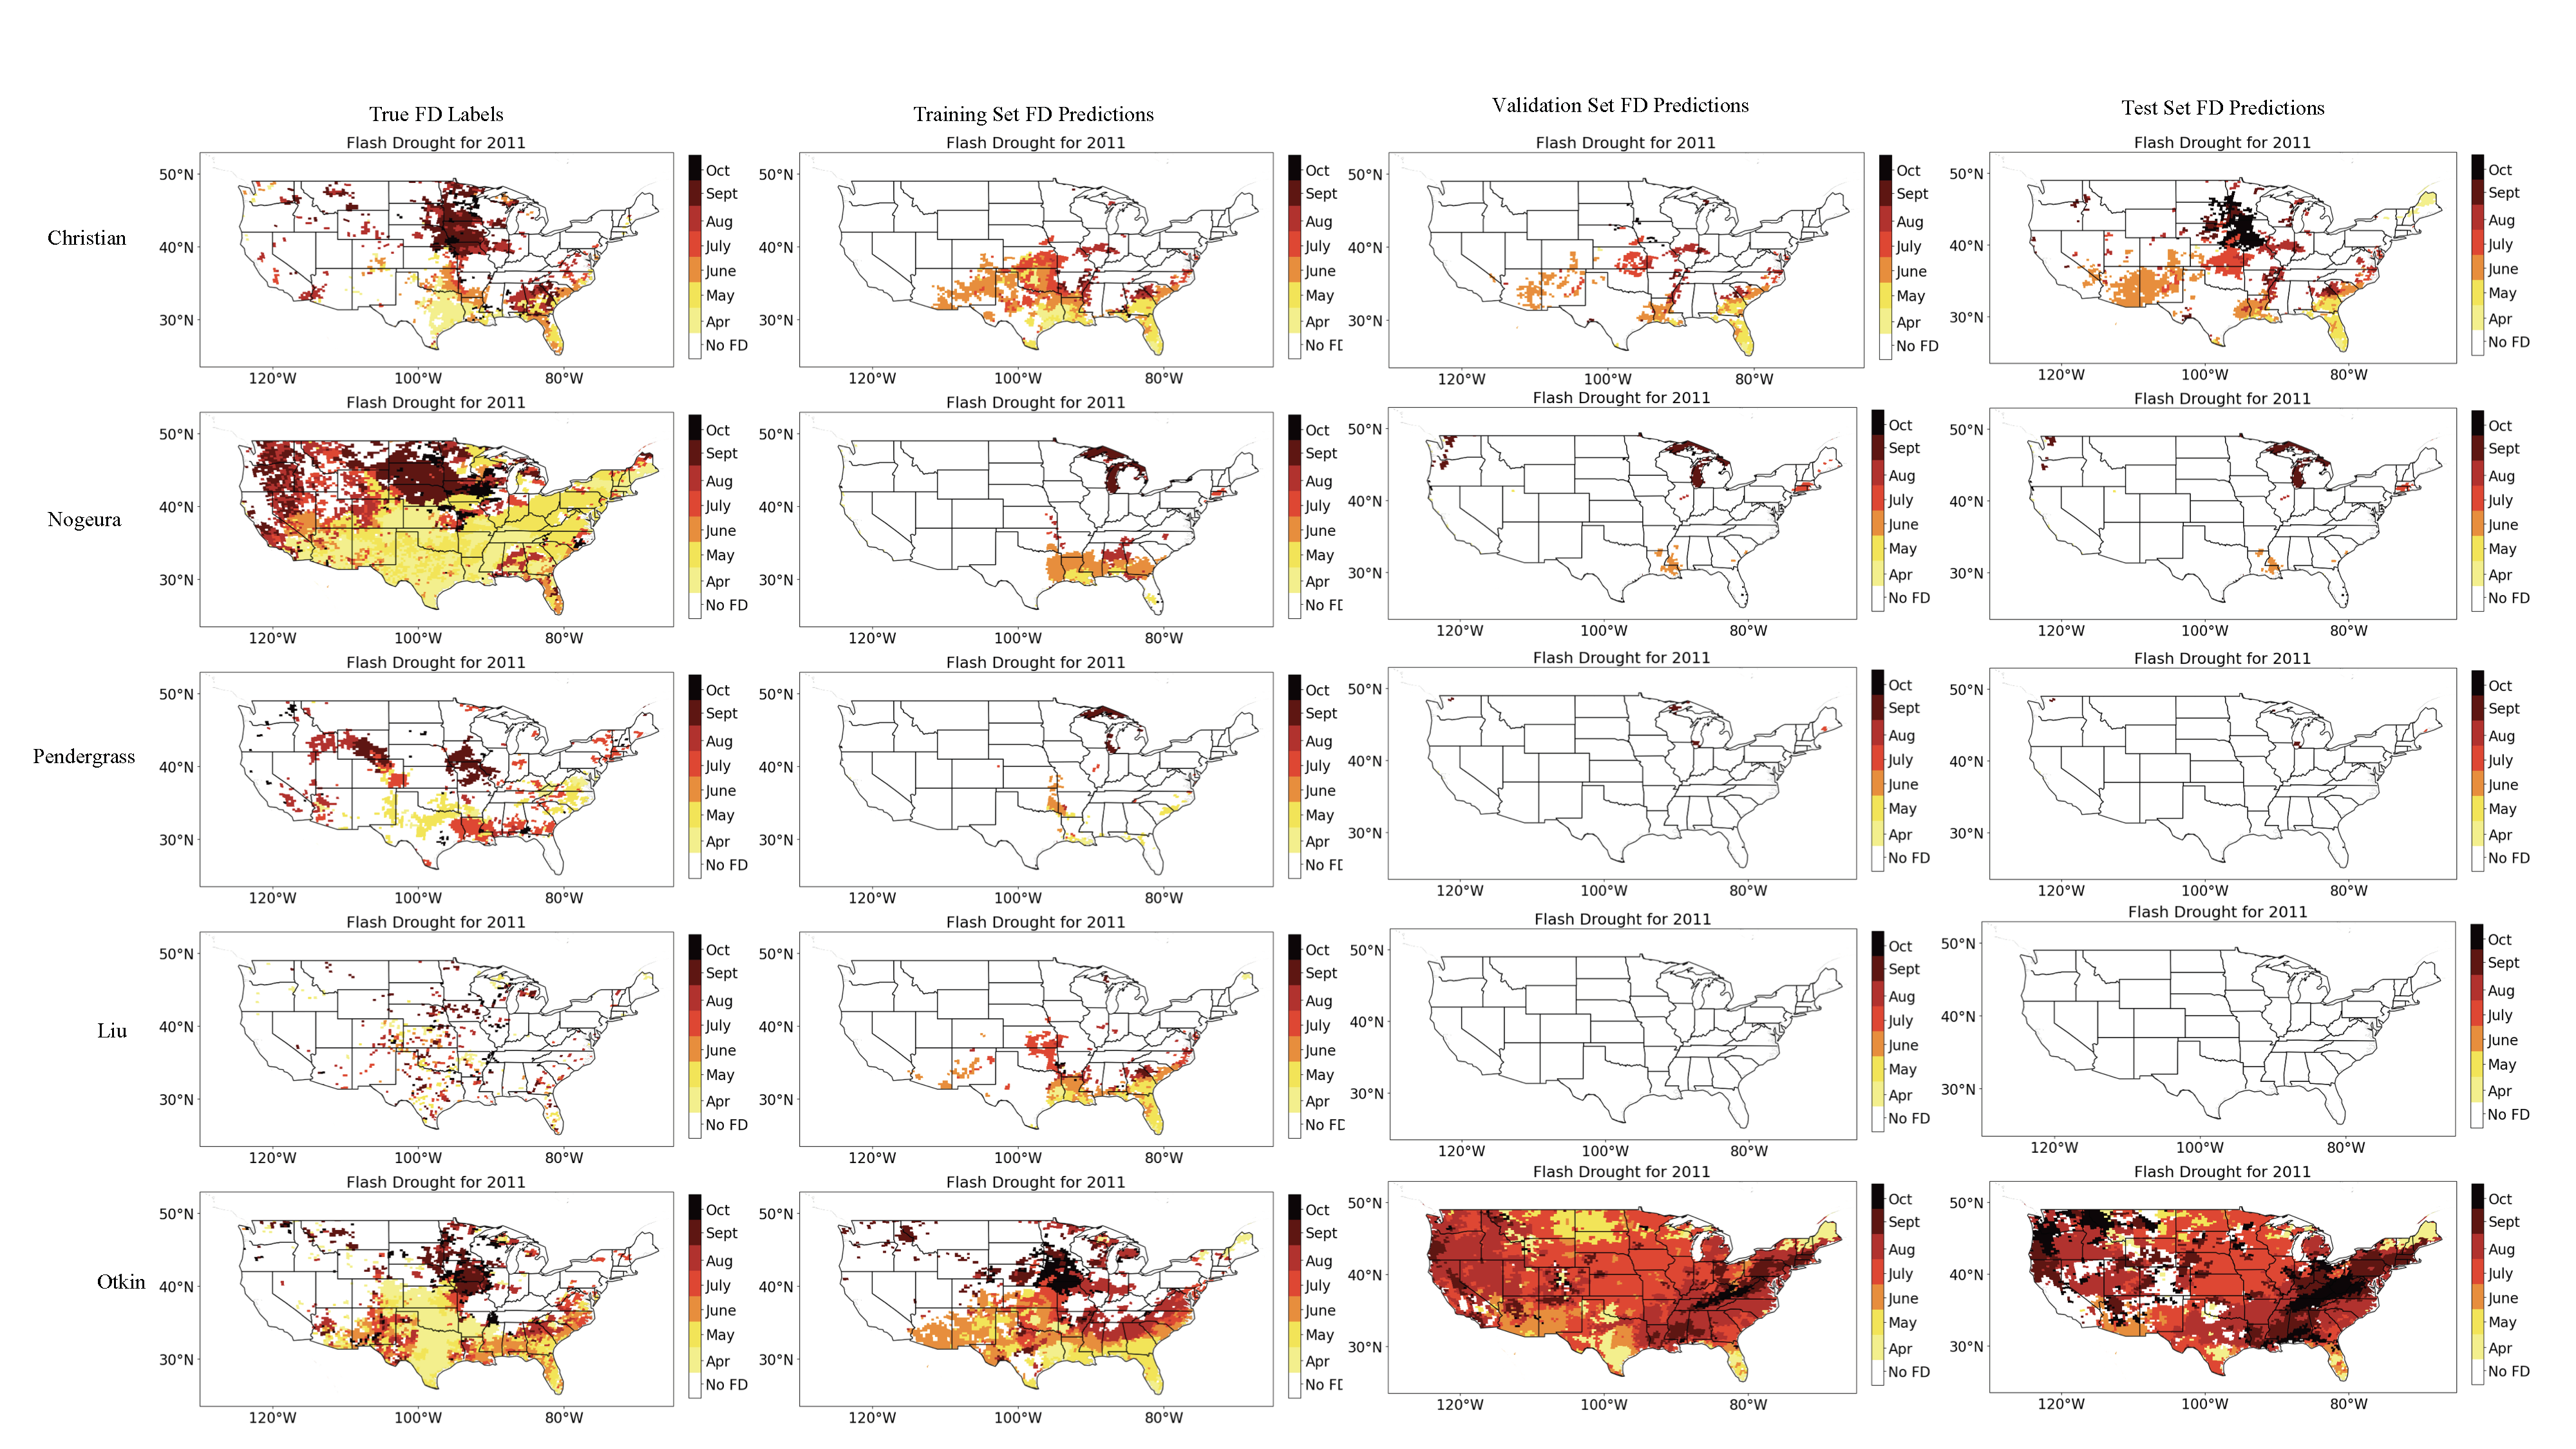 True FD Labels
Training Set FD Predictions
Validation Set FD Predictions
Test Set FD Predictions
Christian
Flash Drought for 2011
50°N
40°N
30°N
120°W 100°W 80°W
Oct
Sept
Aug
July
June
May
Apr
No FD
Flash Drought for 2011
50°N
40°N
30°N
120°W 100°W 80°W
Oct
Sept
Aug
July
June
May
Apr
No FD
Flash Drought for 2011
50°N
40°N
30°N
120°W 100°W 80°W
Oct
Sept
Aug
July
June
May
Apr
No FD
Flash Drought for 2011
50°N
40°N
30°N
120°W 100°W 80°W
Oct
Sept
Aug
July
June
May
Apr
No FD
Nogeura
Flash Drought for 2011
50°N
40°N
30°N
120°W 100°W 80°W
Oct
Sept
Aug
July
June
May
Apr
No FD
Flash Drought for 2011
50°N
40°N
30°N
120°W 100°W 80°W
Oct
Sept
Aug
July
June
May
Apr
No FD
Flash Drought for 2011
50°N
40°N
30°N
120°W 100°W 80°W
Oct
Sept
Aug
July
June
May
Apr
No FD
Flash Drought for 2011
50°N
40°N
30°N
120°W 100°W 80°W
Oct
Sept
Aug
July
June
May
Apr
No FD
Pendergrass
Flash Drought for 2011
50°N
40°N
30°N
120°W 100°W 80°W
Oct
Sept
Aug
July
June
May
Apr
No FD
Flash Drought for 2011
50°N
40°N
30°N
120°W 100°W 80°W
Oct
Sept
Aug
July
June
May
Apr
No FD
Flash Drought for 2011
50°N
40°N
30°N
120°W 100°W 80°W
Oct
Sept
Aug
July
June
May
Apr
No FD
Flash Drought for 2011
50°N
40°N
30°N
120°W 100°W 80°W
Oct
Sept
Aug
July
June
May
Apr
No FD
Liu
Flash Drought for 2011
50°N
40°N
30°N
120°W 100°W 80°W
Oct
Sept
Aug
July
June
May
Apr
No FD
Flash Drought for 2011
50°N
40°N
30°N
120°W 100°W 80°W
Oct
Sept
Aug
July
June
May
Apr
No FD
Flash Drought for 2011
50°N
40°N
30°N
120°W 100°W 80°W
Oct
Sept
Aug
July
June
May
Apr
No FD
Flash Drought for 2011
50°N
40°N
30°N
120°W 100°W 80°W
Oct
Sept
Aug
July
June
May
Apr
No FD
Otkin
Flash Drought for 2011
50°N
40°N
30°N
120°W 100°W 80°W
Oct
Sept
Aug
July
June
May
Apr
No FD
Flash Drought for 2011
50°N
40°N
30°N
120°W 100°W 80°W
Oct
Sept
Aug
July
June
May
Apr
No FD
Flash Drought for 2011
50°N
40°N
30°N
120°W 100°W 80°W
Oct
Sept
Aug
July
June
May
Apr
No FD
Flash Drought for 2011
50°N
40°N
30°N
120°W 100°W 80°W
Oct
Sept
Aug
July
June
May
Apr
No FD